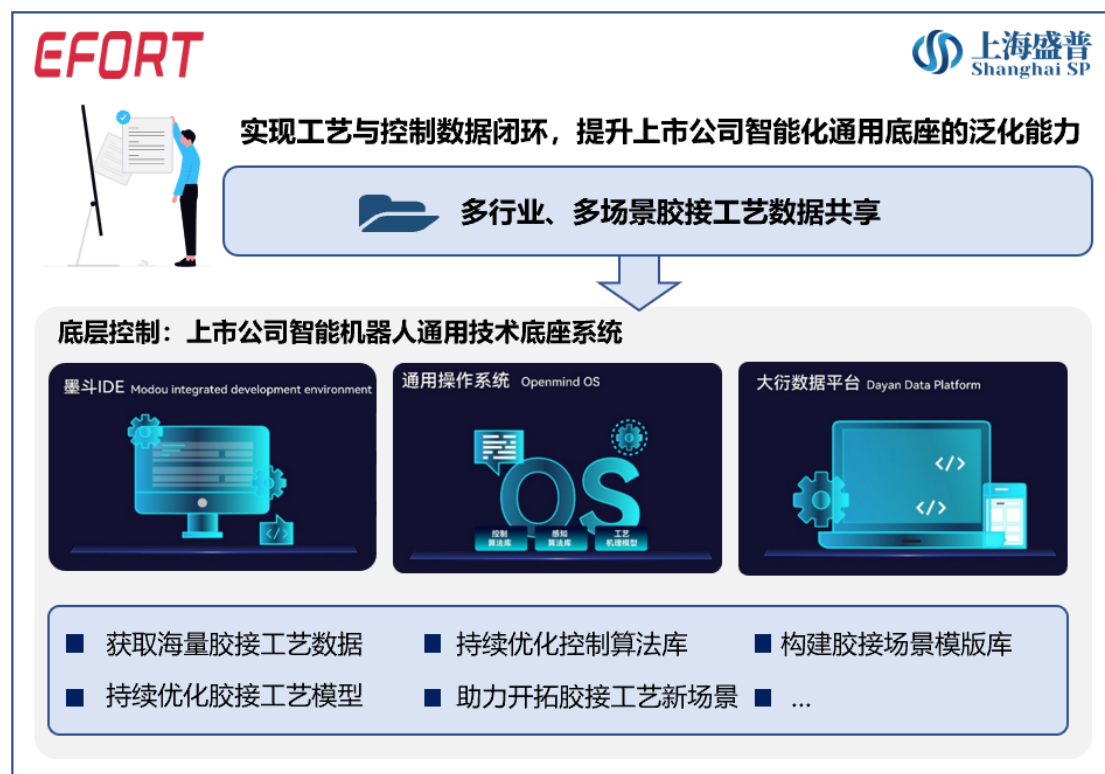 EFORT
上海盛普
Shanghai SP
实现工艺与控制数据闭环，提升上市公司智能化通用底座的泛化能力
多行业、多场景胶接工艺数据共享
底层控制：上市公司智能机器人通用技术底座系统
墨斗IDE Modou integrated development environment
</>
通用操作系统 Openmind OS
OS
控制
算法库
感知
算法库
工艺
机理模型
大衍数据平台 Dayan Data Platform
</>
</>
■ 获取海量胶接工艺数据
■ 持续优化控制算法库
■ 构建胶接场景模版库
■ 持续优化胶接工艺模型
■ 助力开拓胶接工艺新场景
■ ...